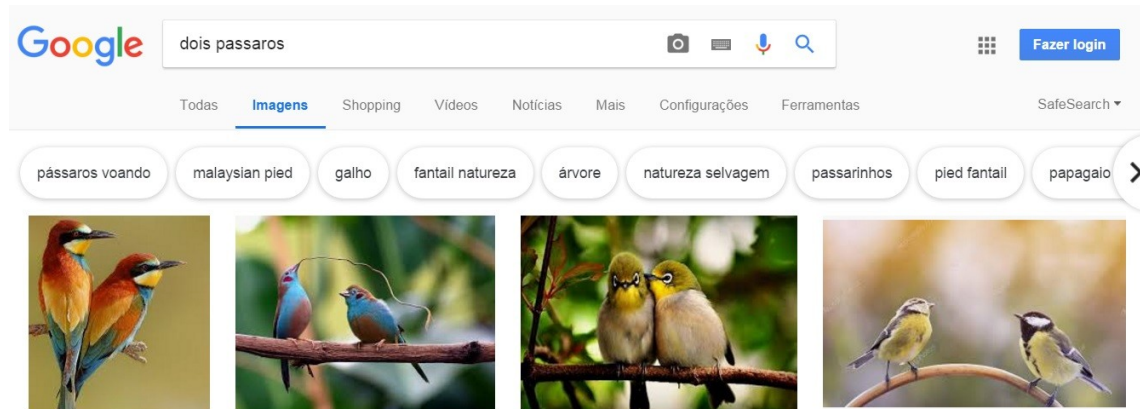 Google dois passaros Fazer login
Todas Imagens Shopping Vídeos Notícias Mais Configurações Ferramentas SafeSearch
pássaros voando malaysian pied galho fantail natureza árvore natureza selvagem passarinhos pied fantail papagaio